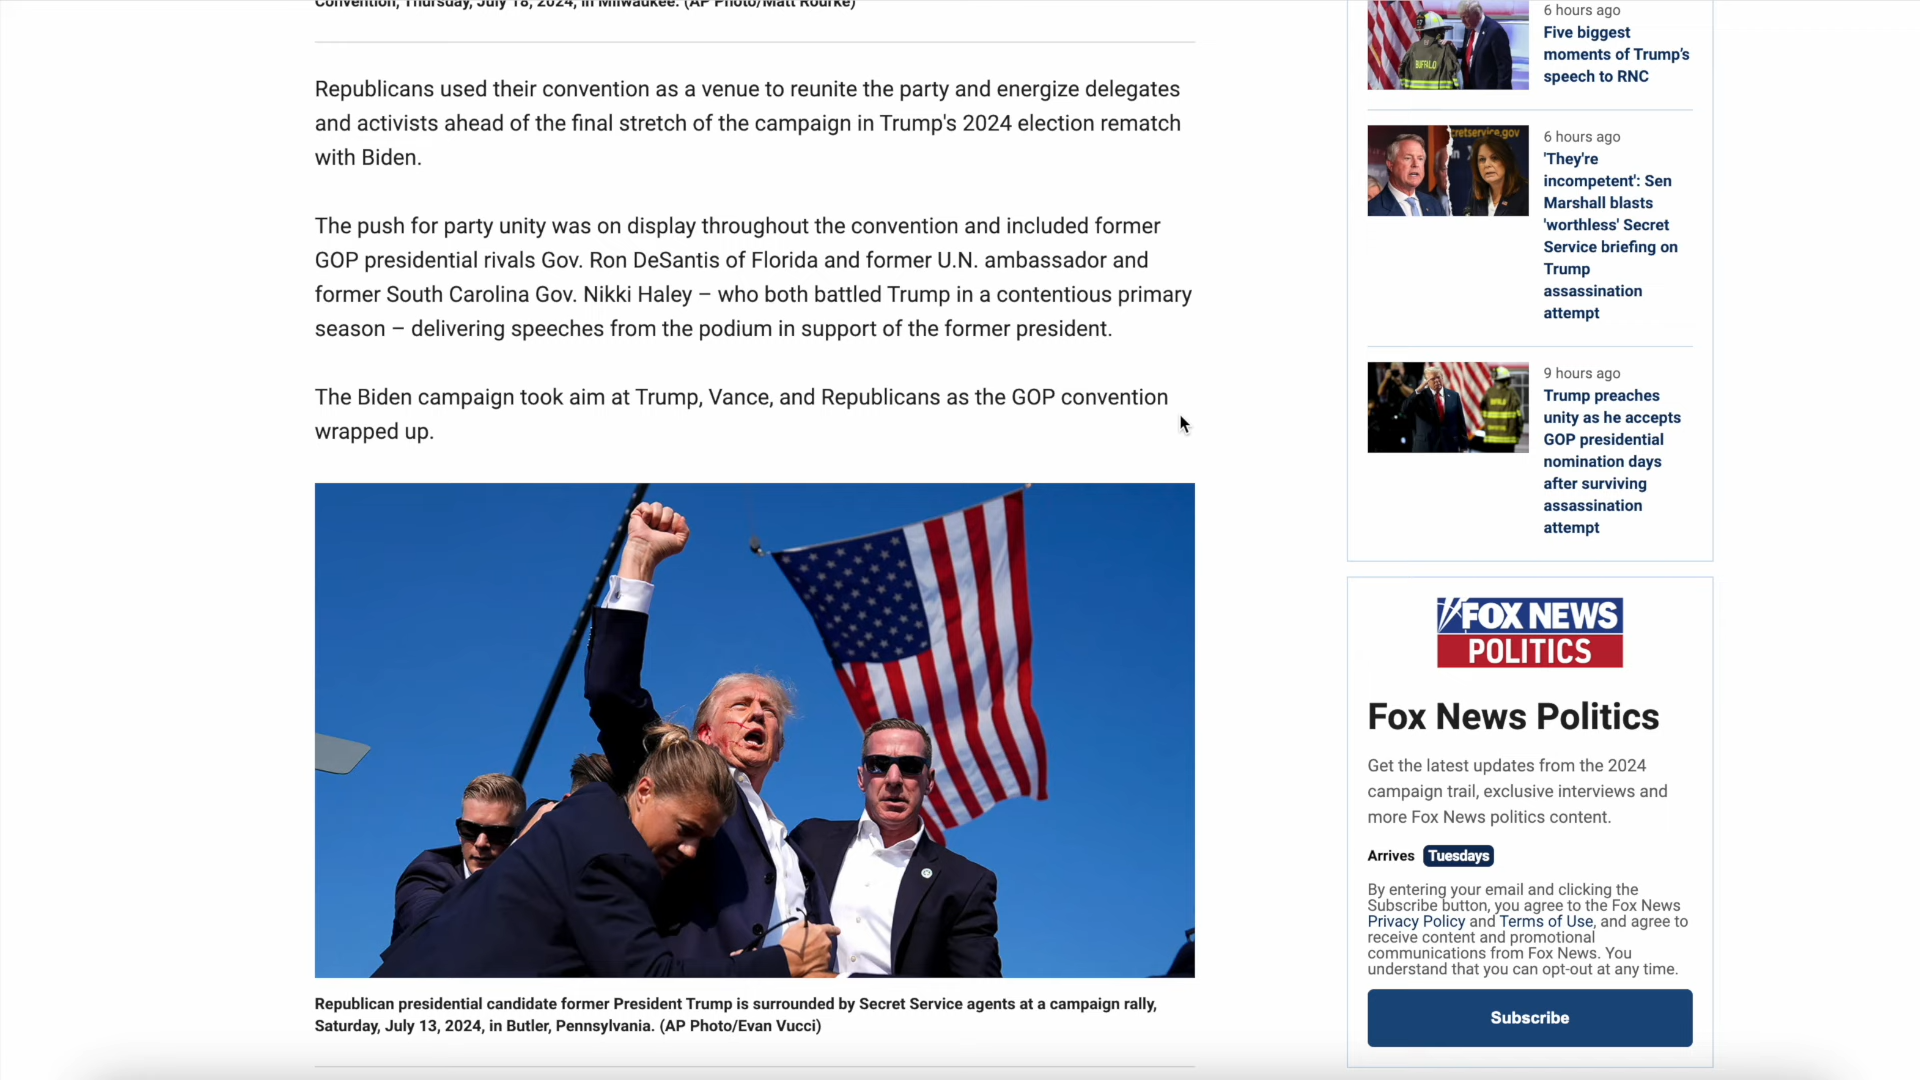 Convention, Thursday, July 18, 2024, in Milwaukee. (AP Photo/Matt Rourke)
Republicans used their convention as a venue to reunite the party and energize delegates
and activists ahead of the final stretch of the campaign in Trump's 2024 election rematch
with Biden.
The push for party unity was on display throughout the convention and included former
GOP presidential rivals Gov. Ron DeSantis of Florida and former U.N. ambassador and
former South Carolina Gov. Nikki Haley – who both battled Trump in a contentious primary
season – delivering speeches from the podium in support of the former president.
The Biden campaign took aim at Trump, Vance, and Republicans as the GOP convention
wrapped up.
Republican presidential candidate former President Trump is surrounded by Secret Service agents at a campaign rally,
Saturday, July 13, 2024, in Butler, Pennsylvania. (AP Photo/Evan Vucci)
BUFFALO
6 hours ago
Five biggest
moments of Trump’s
speech to RNC
retservice.gov
6 hours ago
'They're
incompetent': Sen
Marshall blasts
'worthless' Secret
Service briefing on
Trump
assassination
attempt
9 hours ago
Trump preaches
unity as he accepts
GOP presidential
nomination days
after surviving
assassination
attempt
FOX NEWS
POLITICS
Fox News Politics
Get the latest updates from the 2024
campaign trail, exclusive interviews and
more Fox News politics content.
Arrives Tuesdays
By entering your email and clicking the
Subscribe button, you agree to the Fox News
Privacy Policy and Terms of Use, and agree to
receive content and promotional
communications from Fox News. You
understand that you can opt-out at any time.
Subscribe